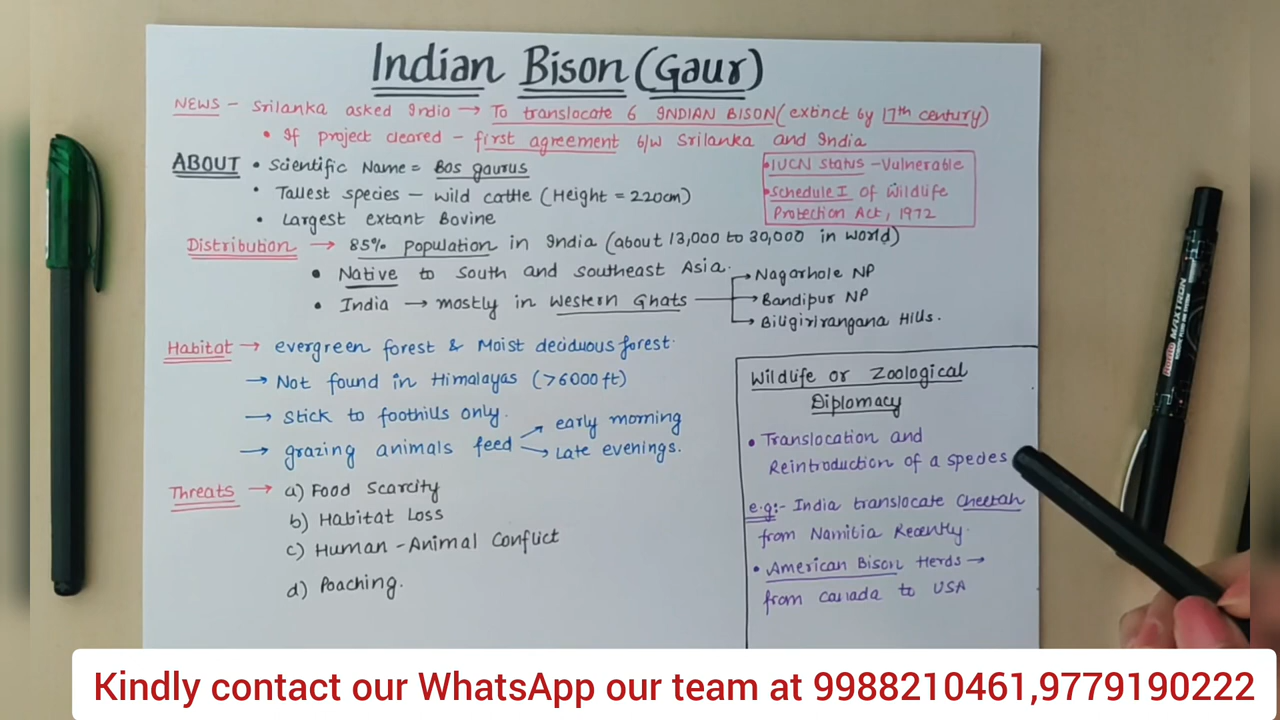 Indian Bison (Gaur)
NEWS - Srilanka asked India → To translocate 6 INDIAN BISON (extinct by 17th century)
• If project cleared - first agreement b/w Srilanka and India
ABOUT • Scientific Name = Bos gaurus
• Tallest species - wild cattle (Height = 220cm)
• Largest extant Bovine
• IUCN Status - Vulnerable
• Schedule I of Wildlife
Protection Act, 1972
Distribution → 85% population in India (about 13,000 to 30,000 in world)
• Native to South and Southeast Asia.
• India → mostly in Western Ghats
→ Nagarhole NP
→ Bandipur NP
→ Biligirirangana Hills.
Habitat → evergreen forest & Moist deciduous forest.
→ Not found in Himalayas (>6000 ft)
→ Stick to foothills only.
→ grazing animals feed
→ early morning
→ Late evenings.
Threats → a) Food Scarcity
b) Habitat Loss
c) Human - Animal Conflict
d) Poaching.
Wildlife or Zoological
Diplomacy
• Translocation and
Reintroduction of a species
e.g:- India translocate Cheetah
from Namibia Recently.
• American Bison Herds →
from Canada to USA
Rorito MAXTRON
Kindly contact our WhatsApp our team at 9988210461,9779190222